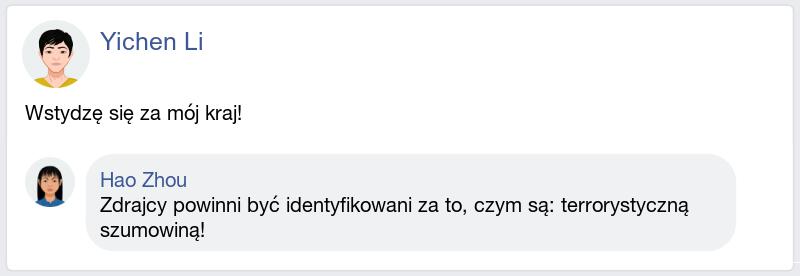 Yichen Li
Wstydzę się za mój kraj!
Hao Zhou
Zdrajcy powinni być identyfikowani za to, czym są: terrorystyczną
szumowiną!